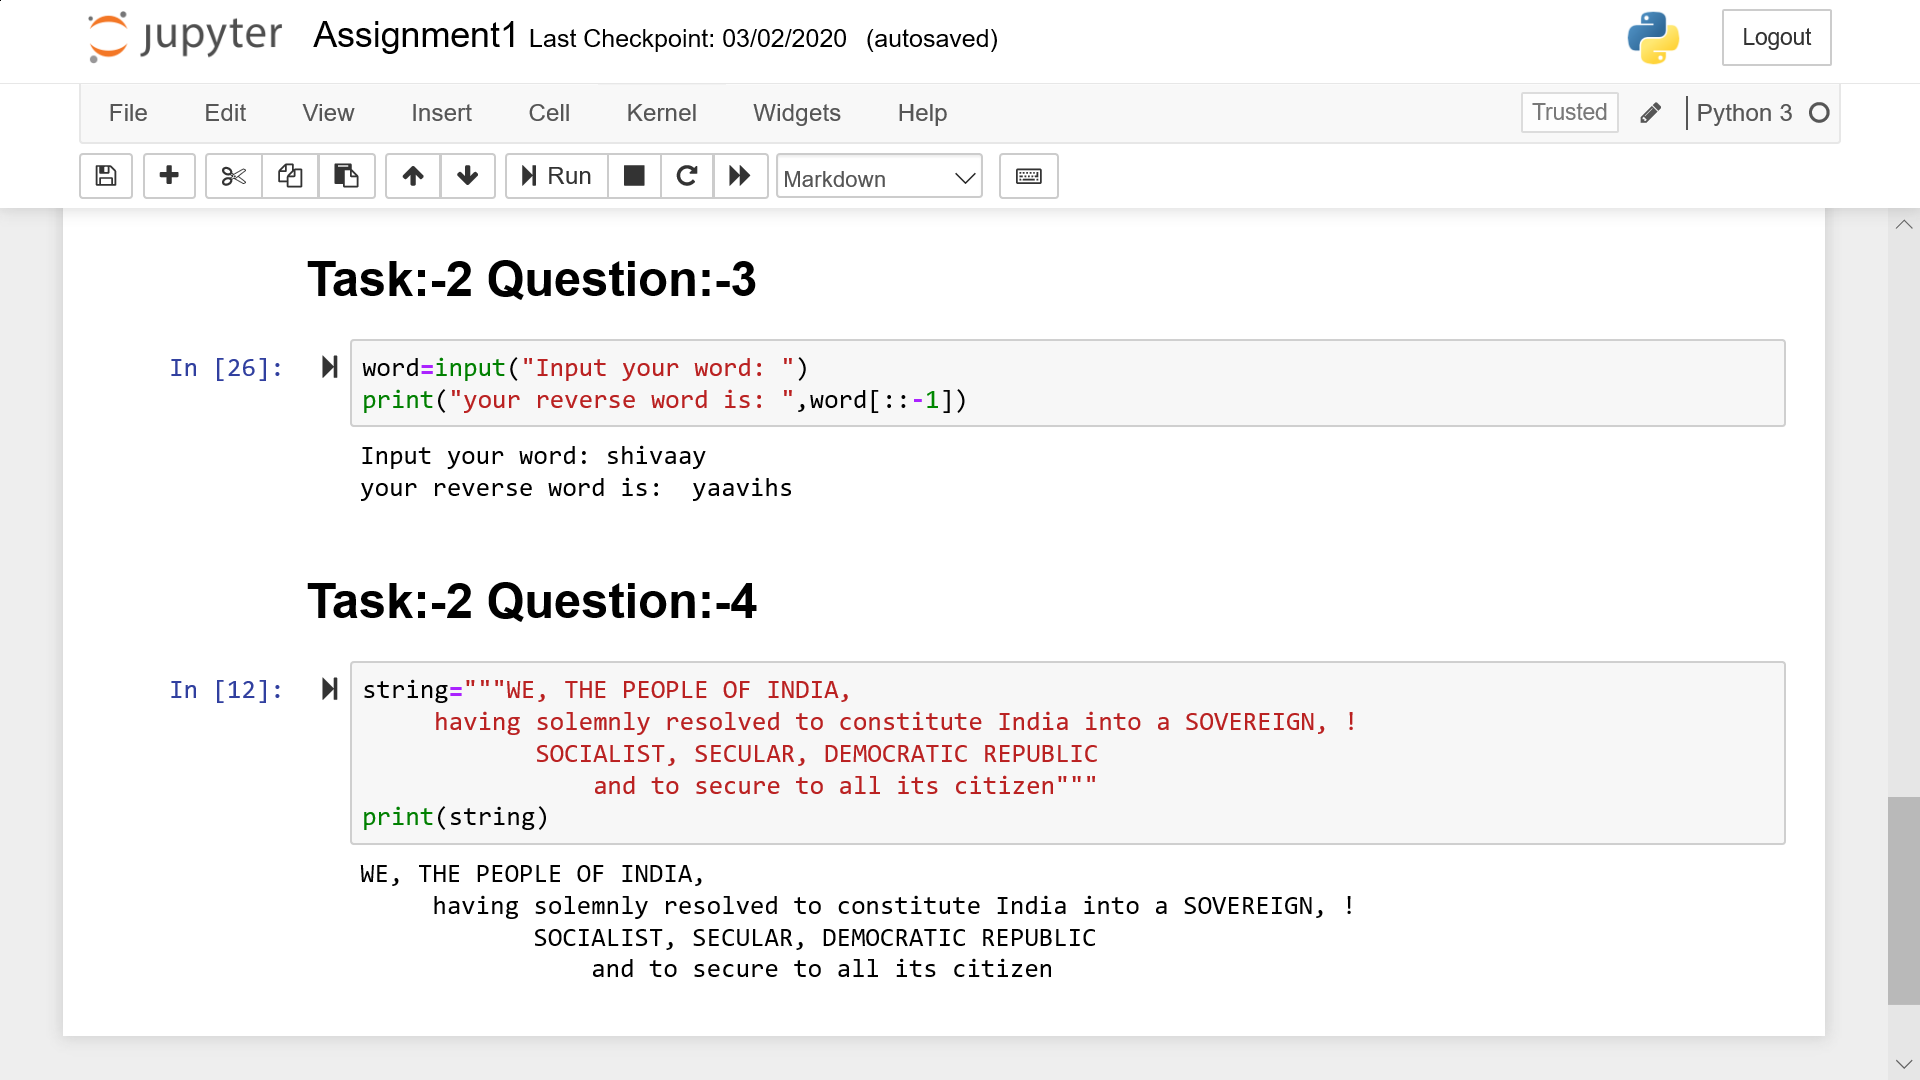 jupyter Assignment1 Last Checkpoint: 03/02/2020 (autosaved) Logout
File Edit View Insert Cell Kernel Widgets Help Trusted Python 3
Run Markdown
Task:-2 Question:-3
In [26]: word=input("Input your word: ")
print("your reverse word is: ",word[::-1])
Input your word: shivaay
your reverse word is:  yaavihs
Task:-2 Question:-4
In [12]: string="""WE, THE PEOPLE OF INDIA,
     having solemnly resolved to constitute India into a SOVEREIGN, !
            SOCIALIST, SECULAR, DEMOCRATIC REPUBLIC
                and to secure to all its citizen"""
print(string)
WE, THE PEOPLE OF INDIA,
     having solemnly resolved to constitute India into a SOVEREIGN, !
            SOCIALIST, SECULAR, DEMOCRATIC REPUBLIC
                and to secure to all its citizen